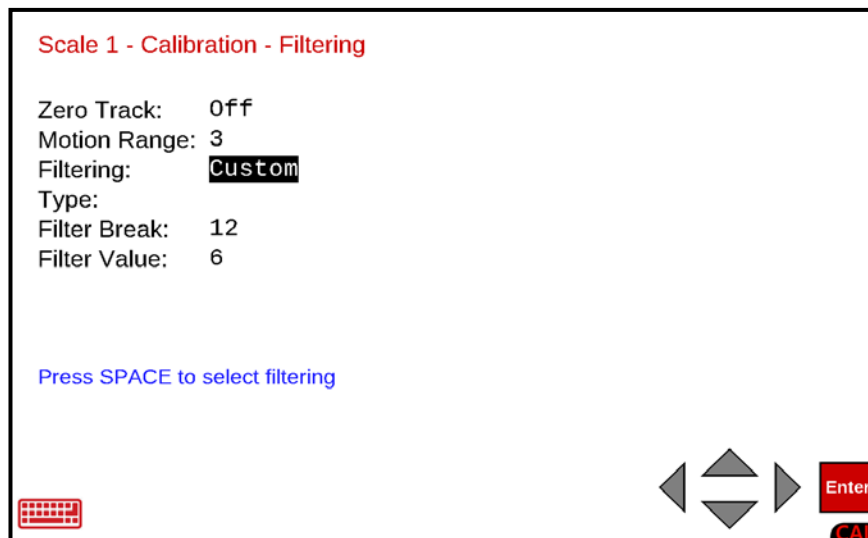 Scale 1 - Calibration - Filtering
Zero Track: Off
Motion Range: 3
Filtering: Custom
Type:
Filter Break: 12
Filter Value: 6
Press SPACE to select filtering
Enter